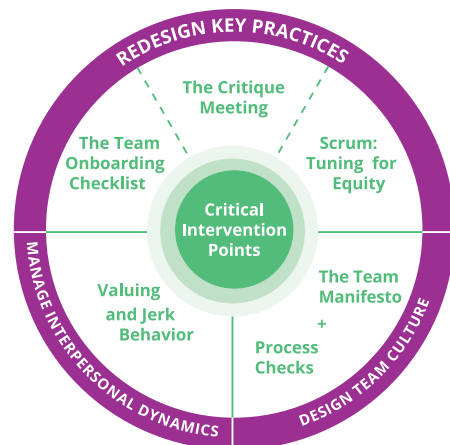 REDESIGN KEY PRACTICES
The Critique
Meeting
The Team
Onboarding
Checklist
Scrum:
Tuning for
Equity
Critical
Intervention
Points
Valuing
and Jerk
Behavior
The Team
Manifesto
+
Process
Checks
MANAGE INTERPERSONAL DYNAMICS
DESIGN TEAM CULTURE